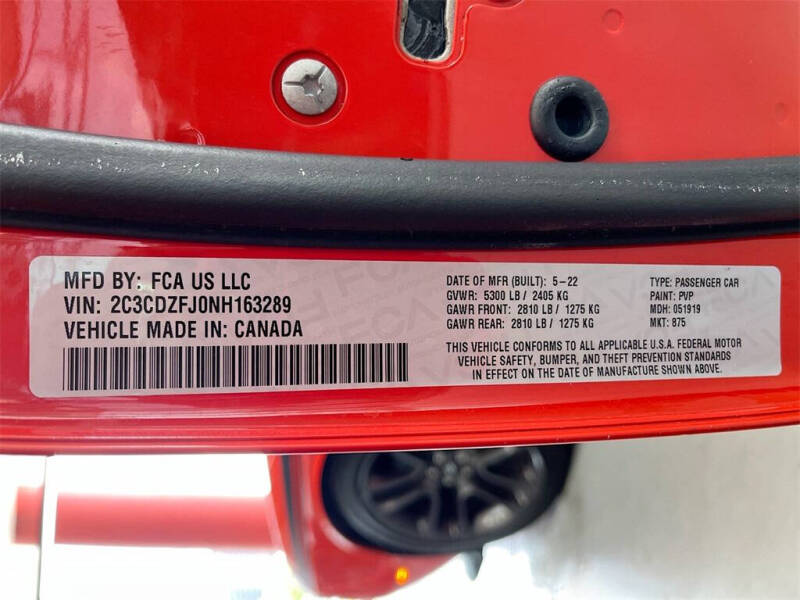 MFD BY: FCA US LLC
VIN: 2C3CDZFJ0NH163289
VEHICLE MADE IN: CANADA
DATE OF MFR (BUILT): 5-22
GVWR: 5300 LB / 2405 KG
GAWR FRONT: 2810 LB / 1275 KG
GAWR REAR: 2810 LB / 1275 KG
TYPE: PASSENGER CAR
PAINT: PVP
MDH: 051919
MKT: 875
THIS VEHICLE CONFORMS TO ALL APPLICABLE U.S.A. FEDERAL MOTOR
VEHICLE SAFETY, BUMPER, AND THEFT PREVENTION STANDARDS
IN EFFECT ON THE DATE OF MANUFACTURE SHOWN ABOVE.